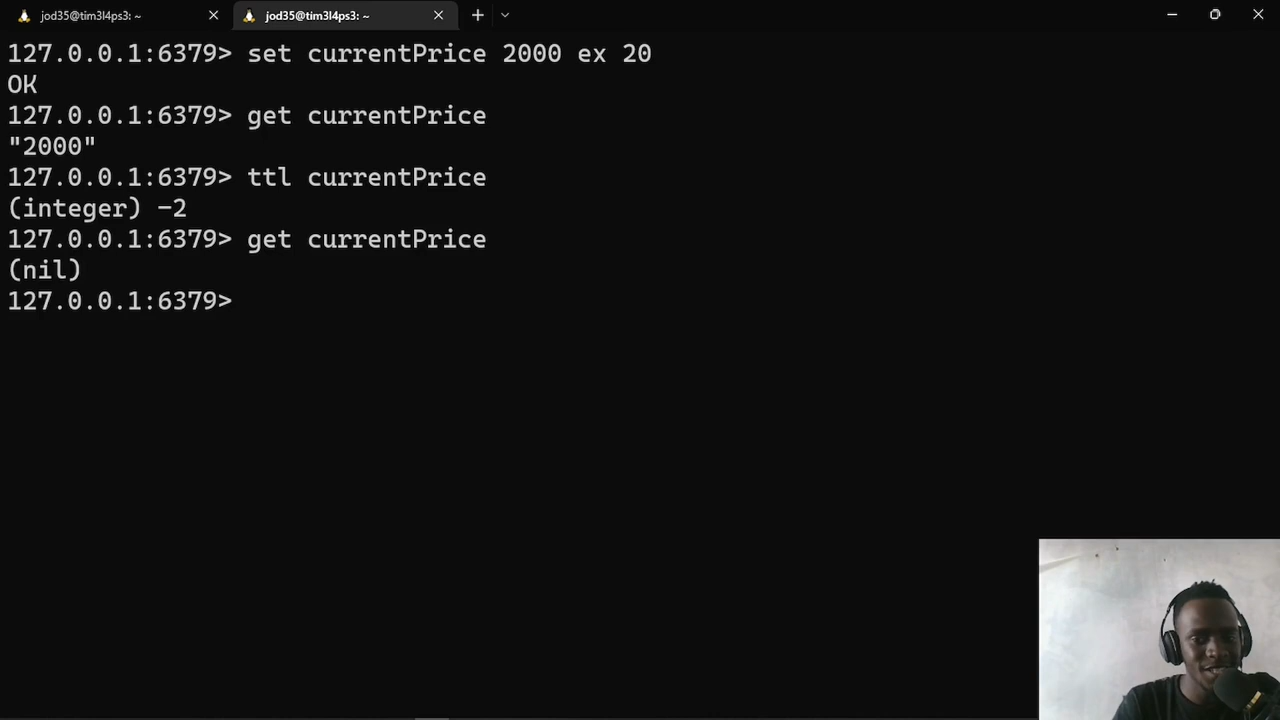 jod35@tim3l4ps3: ~
jod35@tim3l4ps3: ~
127.0.0.1:6379> set currentPrice 2000 ex 20
OK
127.0.0.1:6379> get currentPrice
"2000"
127.0.0.1:6379> ttl currentPrice
(integer) -2
127.0.0.1:6379> get currentPrice
(nil)
127.0.0.1:6379>